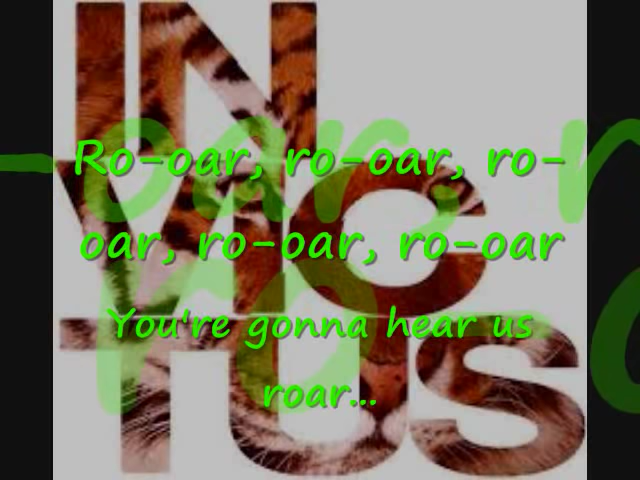 IN
VIC
TUS
Ro-oar, ro-oar, ro-
oar, ro-oar, ro-oar
You're gonna hear us
roar...